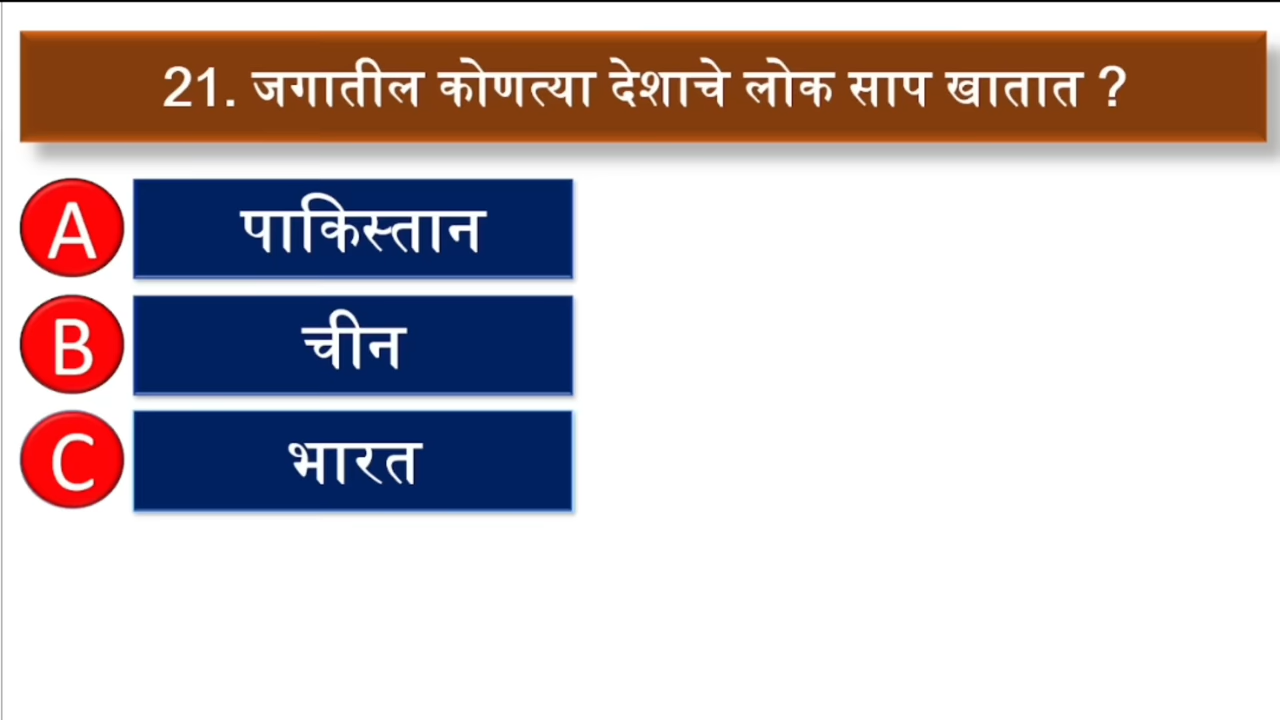 21. जगातील कोणत्या देशाचे लोक साप खातात ?
A पाकिस्तान
B चीन
C भारत